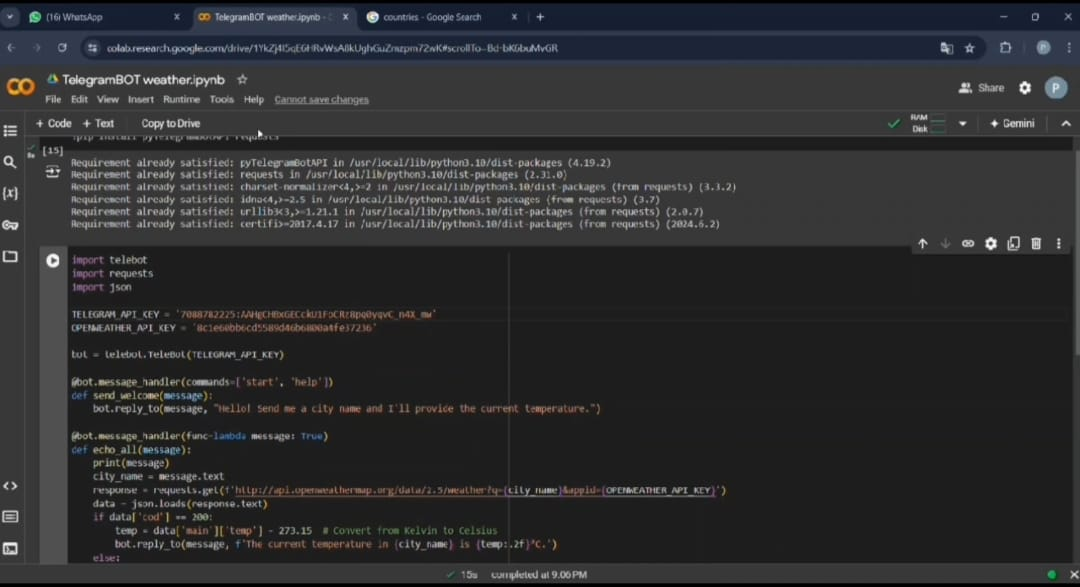 (16) WhatsApp
TelegramBOT weather.ipynb - C
countries - Google Search
TelegramBOT weather.ipynb
File Edit View Insert Runtime Tools Help Cannot save changes
Share
P
+ Code + Text Copy to Drive
RAM
Disk
Gemini
!pip install pyTelegramBotAPI requests
[15]
8s
Requirement already satisfied: pyTelegramBotAPI in /usr/local/lib/python3.10/dist-packages (4.19.2)
Requirement already satisfied: requests in /usr/local/lib/python3.10/dist-packages (2.31.0)
Requirement already satisfied: charset-normalizer<4,>=2 in /usr/local/lib/python3.10/dist-packages (from requests) (3.3.2)
Requirement already satisfied: idna<4,>=2.5 in /usr/local/lib/python3.10/dist-packages (from requests) (3.7)
Requirement already satisfied: urllib3<3,>=1.21.1 in /usr/local/lib/python3.10/dist-packages (from requests) (2.0.7)
Requirement already satisfied: certifi>=2017.4.17 in /usr/local/lib/python3.10/dist-packages (from requests) (2024.6.2)
import telebot
import requests
import json
TELEGRAM_API_KEY =
OPENWEATHER_API_KEY =
bot = telebot.TeleBot(TELEGRAM_API_KEY)
@bot.message_handler(commands=['start', 'help'])
def send_welcome(message):
bot.reply_to(message, "Hello! Send me a city name and I'll provide the current temperature.")
@bot.message_handler(func=lambda message: True)
def echo_all(message):
print(message)
city_name = message.text
response = requests.get(f'http://api.openweathermap.org/data/2.5/weather?q={city_name}&appid={OPENWEATHER_API_KEY}')
data = json.loads(response.text)
if data['cod'] == 200:
temp = data['main']['temp'] - 273.15 # Convert from Kelvin to Celsius
bot.reply_to(message, f'The current temperature in {city_name} is {temp:.2f}°C.')
else:
15s completed at 9:06 PM